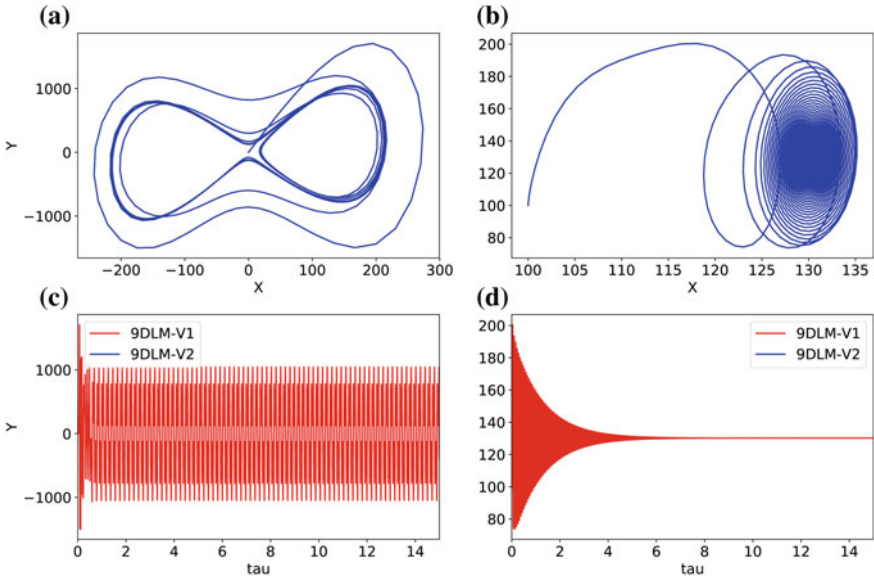 (a)
Y
1000
0
−1000
−200 −100 0 100 200 300
X
(b)
200
180
160
140
120
100
80
100 105 110 115 120 125 130 135
X
(c)
9DLM-V1
9DLM-V2
Y
1000
0
−1000
0 2 4 6 8 10 12 14
tau
(d)
9DLM-V1
9DLM-V2
200
180
160
140
120
100
80
0 2 4 6 8 10 12 14
tau